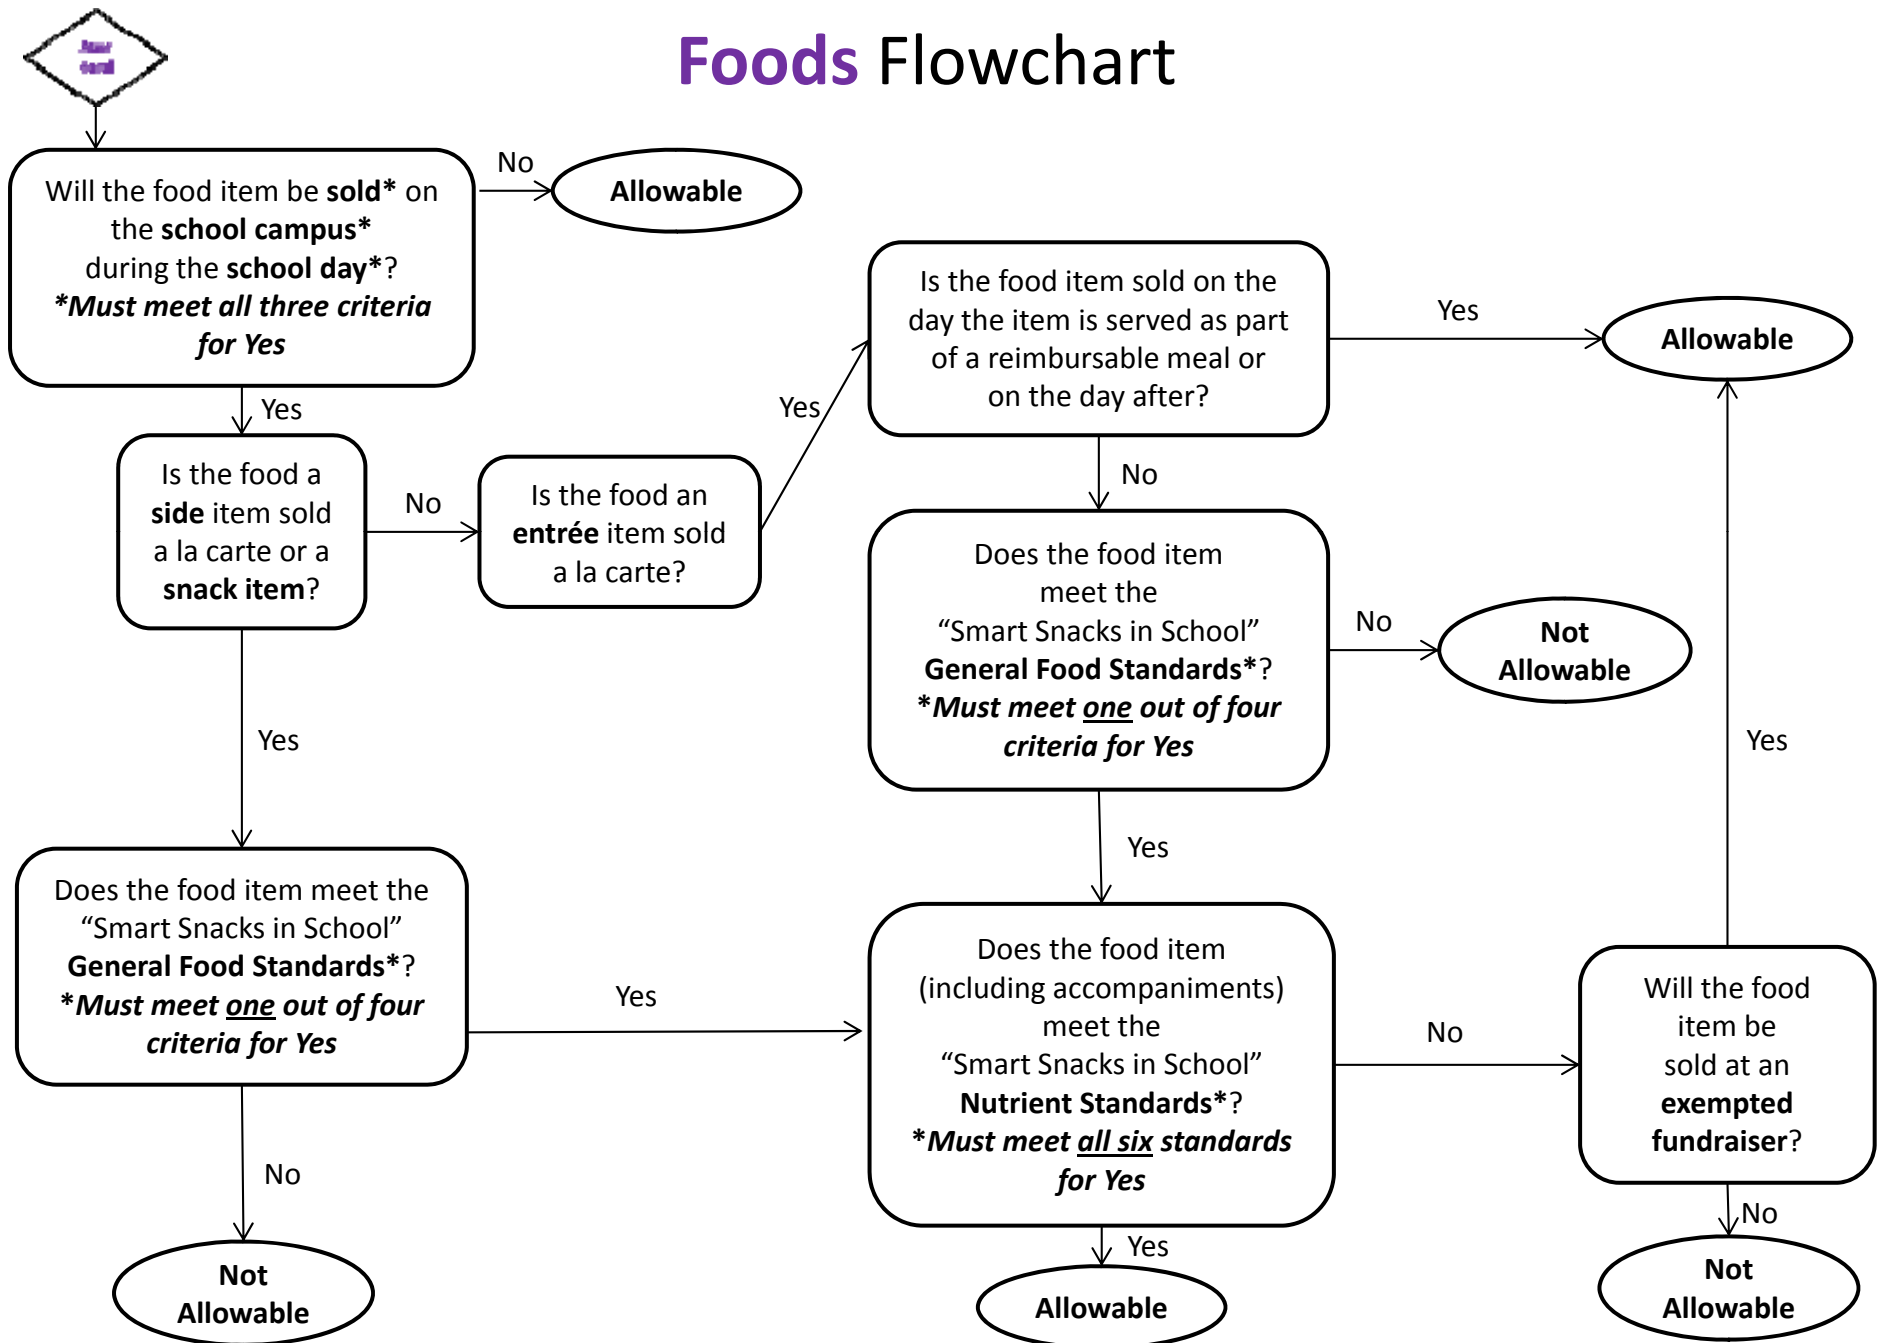 Foods Flowchart
Will the food item be sold* on
the school campus*
during the school day*?
*Must meet all three criteria
for Yes
No
Allowable
Yes
Is the food a
side item sold
a la carte or a
snack item?
No
Is the food an
entrée item sold
a la carte?
Yes
Is the food item sold on the
day the item is served as part
of a reimbursable meal or
on the day after?
Yes
Allowable
No
Does the food item
meet the
“Smart Snacks in School”
General Food Standards*?
*Must meet one out of four
criteria for Yes
No
Not
Allowable
Yes
Yes
Does the food item meet the
“Smart Snacks in School”
General Food Standards*?
*Must meet one out of four
criteria for Yes
Yes
No
Not
Allowable
Does the food item
(including accompaniments)
meet the
“Smart Snacks in School”
Nutrient Standards*?
*Must meet all six standards
for Yes
Yes
Allowable
No
Will the food
item be
sold at an
exempted
fundraiser?
Yes
No
Not
Allowable